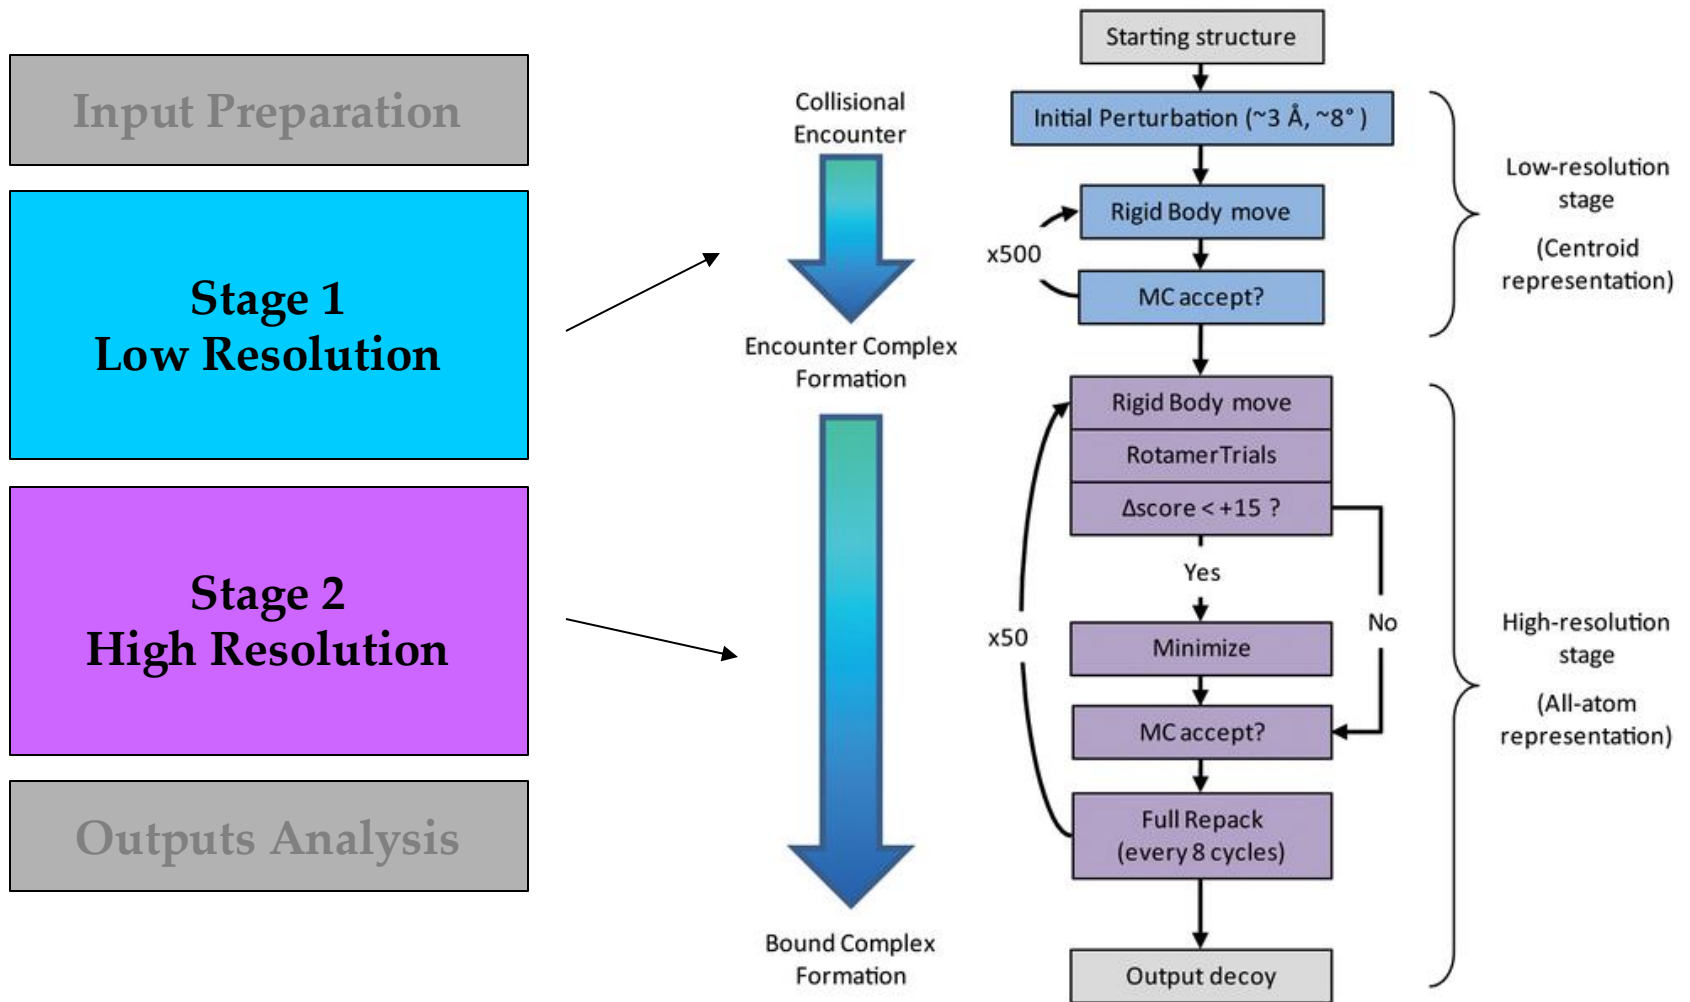 Input Preparation
Stage 1
Low Resolution
Stage 2
High Resolution
Outputs Analysis
Collisional
Encounter
Encounter Complex
Formation
Bound Complex
Formation
Starting structure
Initial Perturbation (~3 Å, ~8° )
Rigid Body move
x500
MC accept?
Rigid Body move
RotamerTrials
Δscore < +15 ?
Yes
No
x50
Minimize
MC accept?
Full Repack
(every 8 cycles)
Output decoy
Low-resolution
stage
(Centroid
representation)
High-resolution
stage
(All-atom
representation)